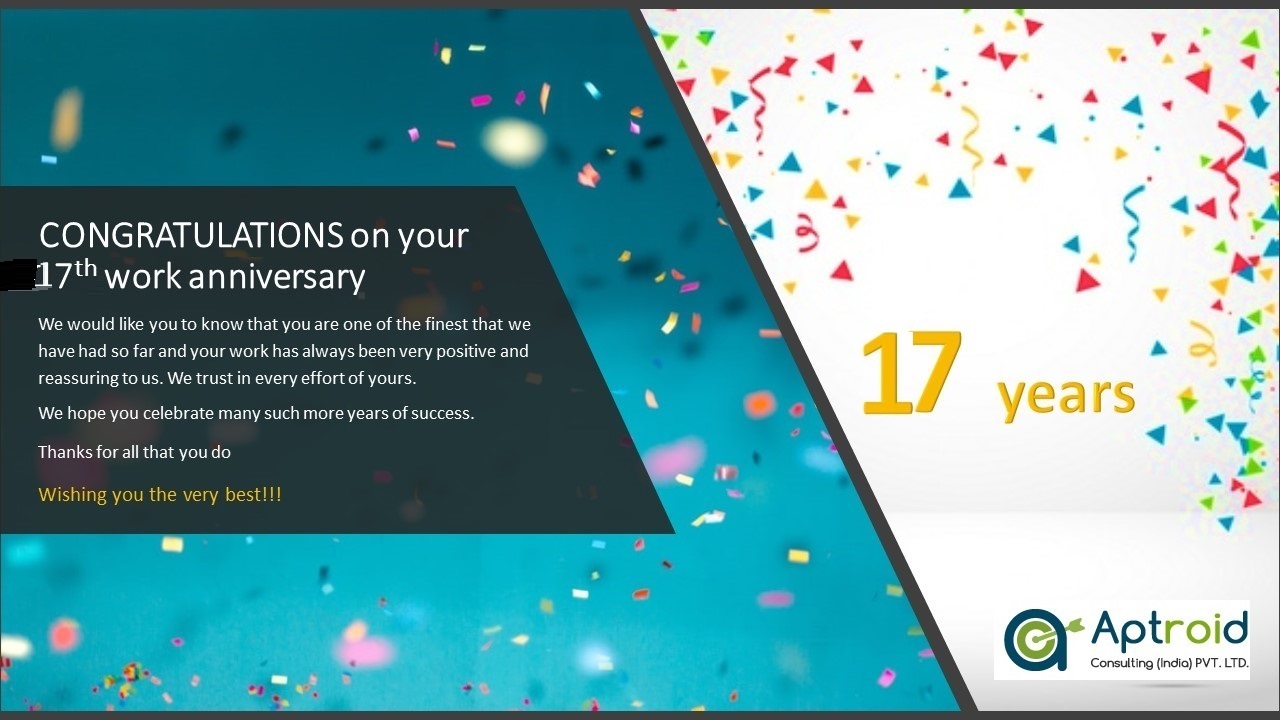 CONGRATULATIONS on your
17th work anniversary
We would like you to know that you are one of the finest that we
have had so far and your work has always been very positive and
reassuring to us. We trust in every effort of yours.
We hope you celebrate many such more years of success.
Thanks for all that you do
Wishing you the very best!!!
17 years
Aptroid
Consulting (India) PVT. LTD.